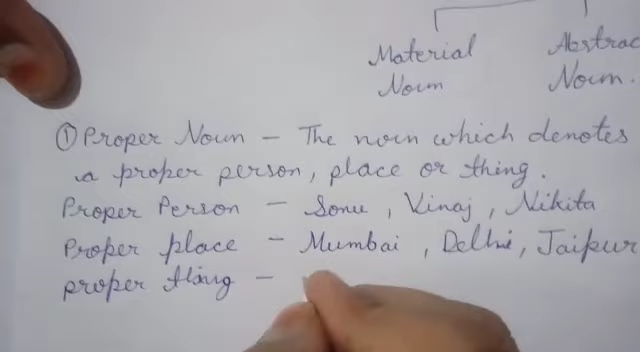 Material Abstrac
Noun Noun.
① Proper Noun – The noun which denotes
a proper person, place or thing.
Proper Person – Sonu, Vinaj, Nikita
Proper place – Mumbai, Delhi, Jaipur
proper thing –